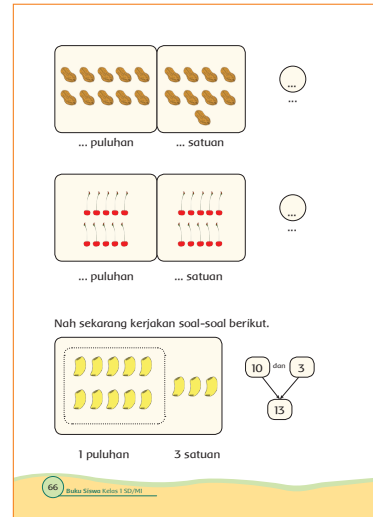 ...
...
... puluhan ... satuan
...
...
... puluhan ... satuan
Nah sekarang kerjakan soal-soal berikut.
10 dan 3
13
1 puluhan 3 satuan
66 Buku Siswa Kelas 1 SD/MI